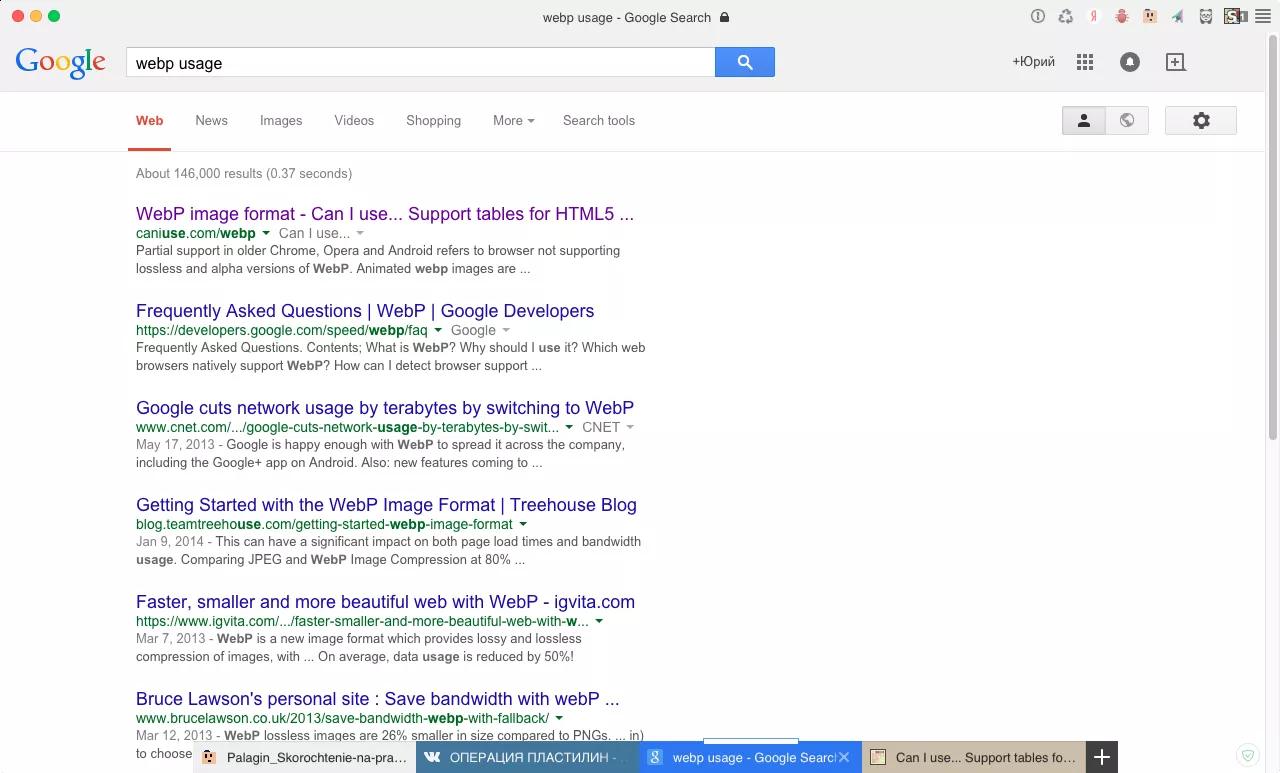 webp usage - Google Search
Google
webp usage
+Юрий
Web News Images Videos Shopping More Search tools
About 146,000 results (0.37 seconds)
WebP image format - Can I use... Support tables for HTML5 ...
caniuse.com/webp Can I use...
Partial support in older Chrome, Opera and Android refers to browser not supporting
lossless and alpha versions of WebP. Animated webp images are ...
Frequently Asked Questions | WebP | Google Developers
https://developers.google.com/speed/webp/faq Google
Frequently Asked Questions. Contents; What is WebP? Why should I use it? Which web
browsers natively support WebP? How can I detect browser support ...
Google cuts network usage by terabytes by switching to WebP
www.cnet.com/.../google-cuts-network-usage-by-terabytes-by-swit... CNET
May 17, 2013 - Google is happy enough with WebP to spread it across the company,
including the Google+ app on Android. Also: new features coming to ...
Getting Started with the WebP Image Format | Treehouse Blog
blog.teamtreehouse.com/getting-started-webp-image-format
Jan 9, 2014 - This can have a significant impact on both page load times and bandwidth
usage. Comparing JPEG and WebP Image Compression at 80% ...
Faster, smaller and more beautiful web with WebP - igvita.com
https://www.igvita.com/.../faster-smaller-and-more-beautiful-web-with-w...
Mar 7, 2013 - WebP is a new image format which provides lossy and lossless
compression of images, with ... On average, data usage is reduced by 50%!
Bruce Lawson's personal site : Save bandwidth with webP ...
www.brucelawson.co.uk/2013/save-bandwidth-webp-with-fallback/
Mar 12, 2013 - WebP lossless images are 26% smaller in size compared to PNGs. ... in)
to choose
Palagin_Skorochtenie-na-pra... ОПЕРАЦИЯ ПЛАСТИЛИН - webp usage - Google Searc Can I use... Support tables fo...